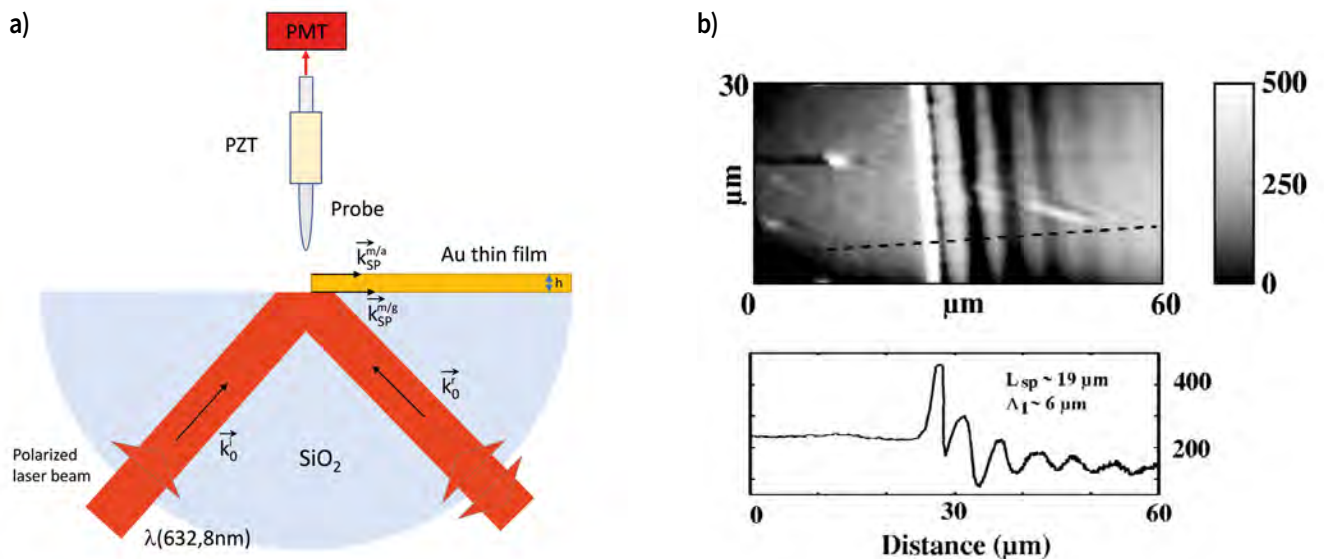 a)
PMT
PZT
Probe
k_SP^m/a
Au thin film
h
k_SP^m/g
k_0^i
k_0^r
SiO₂
Polarized
laser beam
λ(632,8nm)
b)
30
500
μm
250
0
0
μm
60
L_sp ~ 19 μm
Λ_I ~ 6 μm
400
200
0
30
60
Distance (μm)